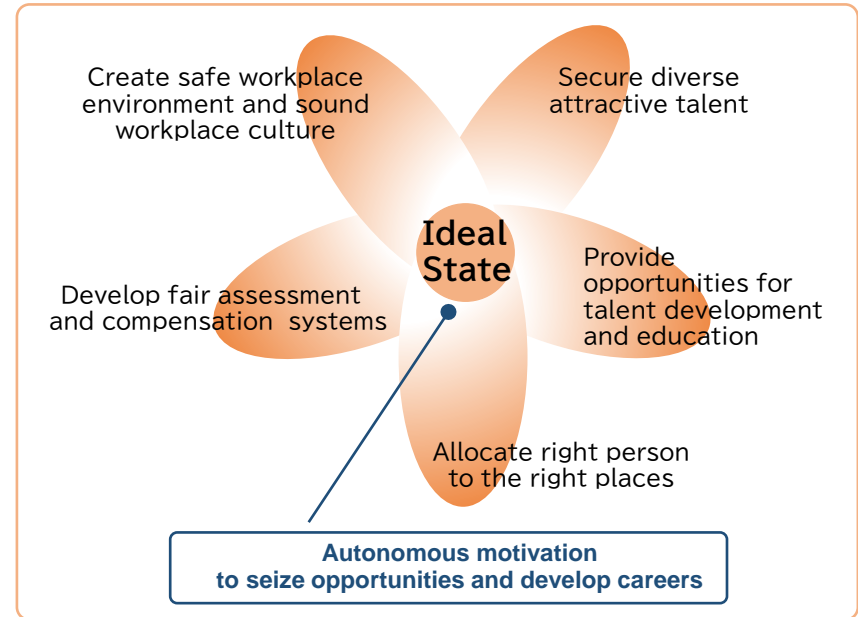 Create safe workplace
environment and sound
workplace culture
Secure diverse
attractive talent
Ideal
State
Provide
opportunities for
talent development
and education
Develop fair assessment
and compensation systems
Allocate right person
to the right places
Autonomous motivation
to seize opportunities and develop careers